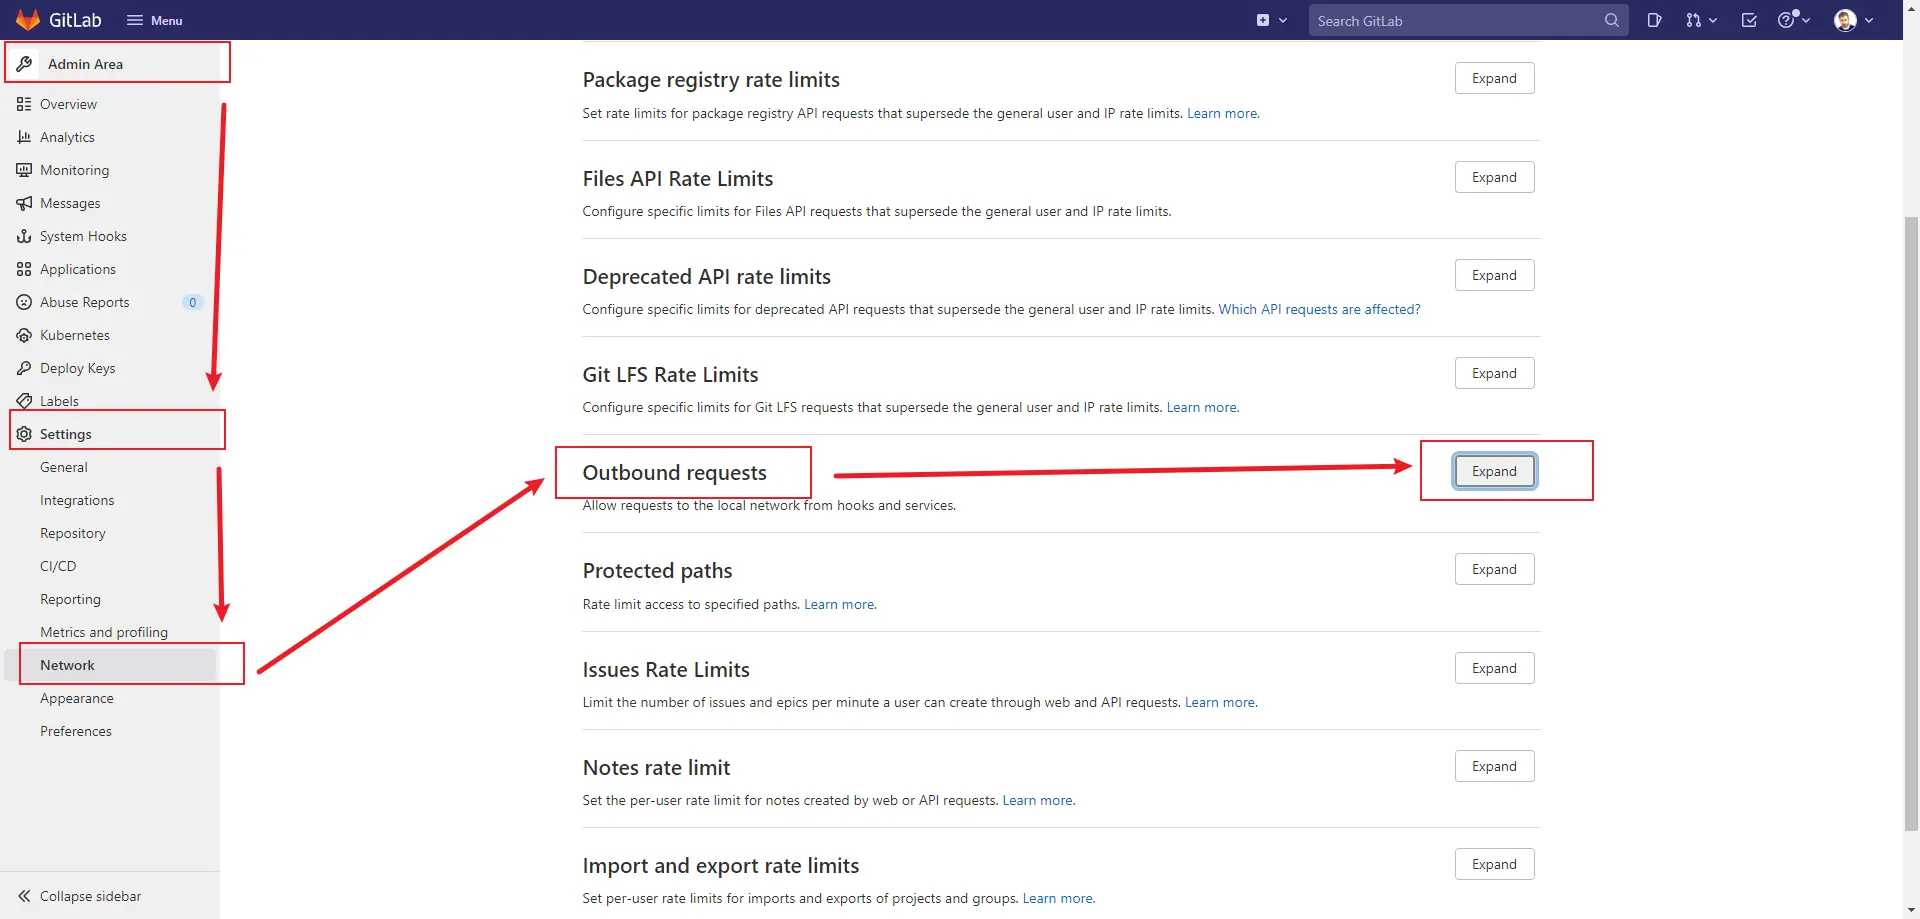 GitLab
Menu
Search GitLab
Admin Area
Overview
Analytics
Monitoring
Messages
System Hooks
Applications
Abuse Reports 0
Kubernetes
Deploy Keys
Labels
Settings
General
Integrations
Repository
CI/CD
Reporting
Metrics and profiling
Network
Appearance
Preferences
Collapse sidebar
Package registry rate limits
Expand
Set rate limits for package registry API requests that supersede the general user and IP rate limits. Learn more.
Files API Rate Limits
Expand
Configure specific limits for Files API requests that supersede the general user and IP rate limits.
Deprecated API rate limits
Expand
Configure specific limits for deprecated API requests that supersede the general user and IP rate limits. Which API requests are affected?
Git LFS Rate Limits
Expand
Configure specific limits for Git LFS requests that supersede the general user and IP rate limits. Learn more.
Outbound requests
Expand
Allow requests to the local network from hooks and services.
Protected paths
Expand
Rate limit access to specified paths. Learn more.
Issues Rate Limits
Expand
Limit the number of issues and epics per minute a user can create through web and API requests. Learn more.
Notes rate limit
Expand
Set the per-user rate limit for notes created by web or API requests. Learn more.
Import and export rate limits
Expand
Set per-user rate limits for imports and exports of projects and groups. Learn more.